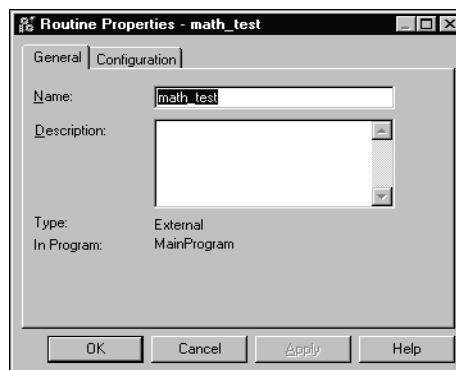 Routine Properties - math_test
General Configuration
Name: math_test
Description:
Type: External
In Program: MainProgram
OK Cancel Apply Help